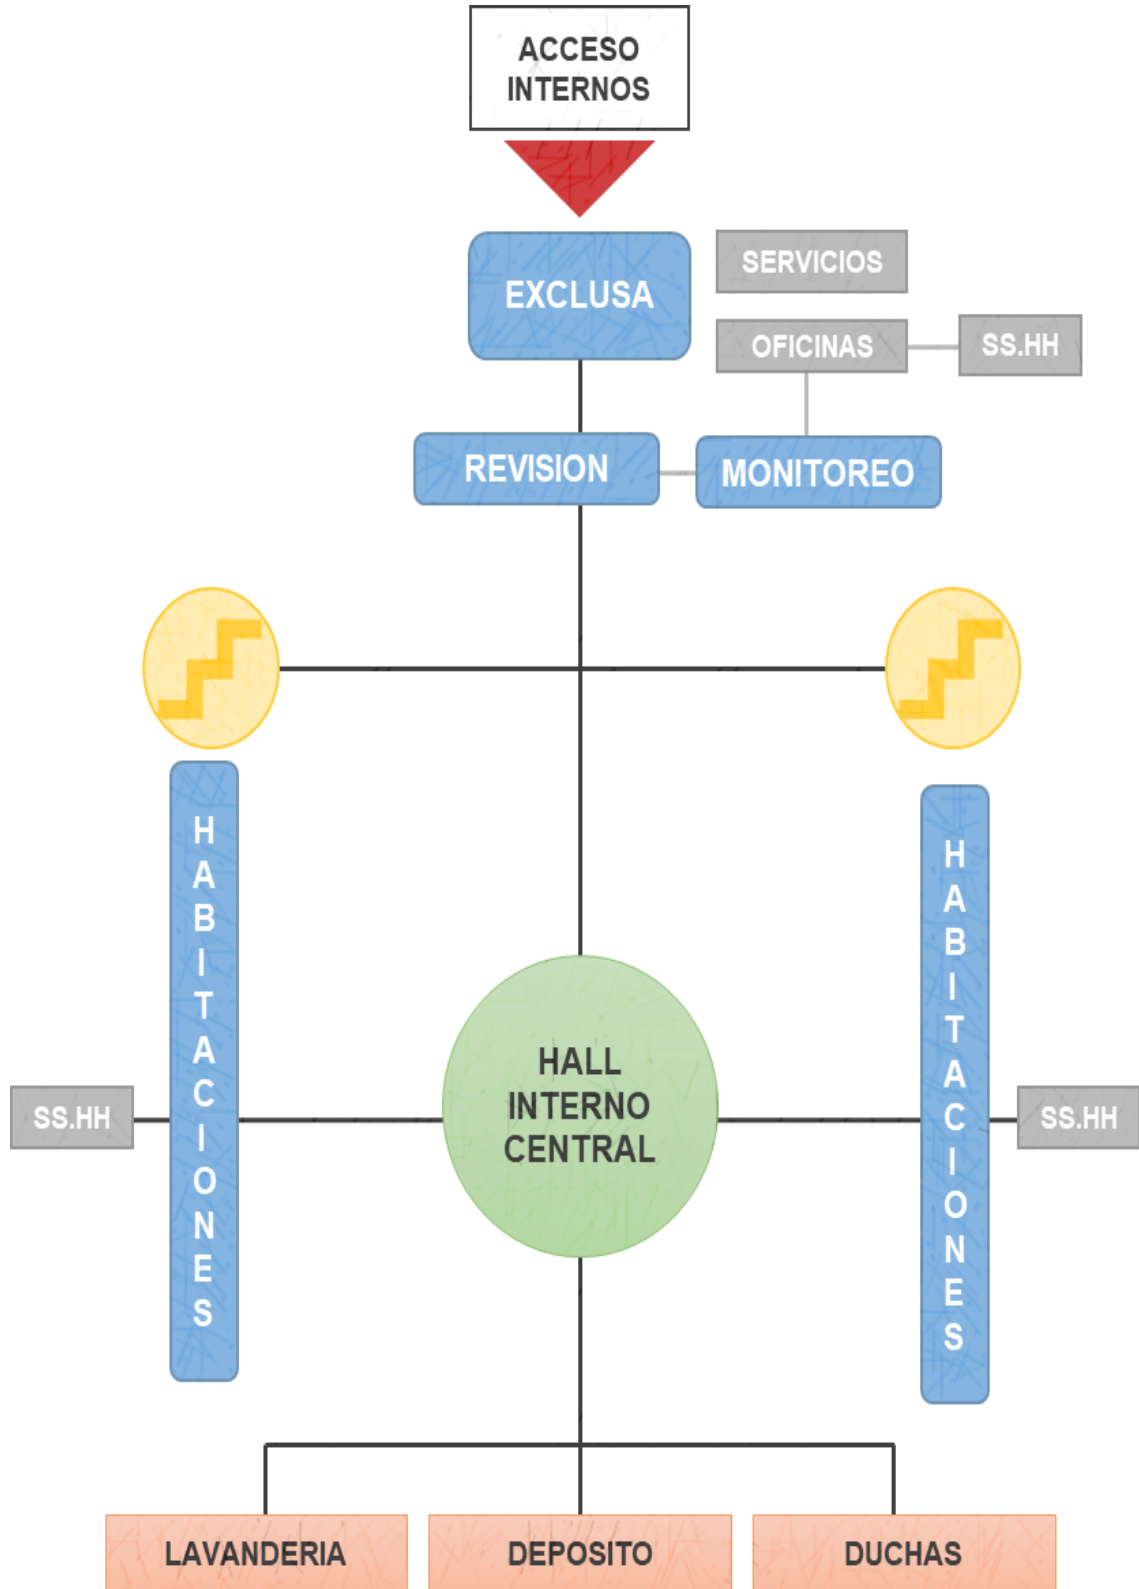 ACCESO
INTERNOS
EXCLUSA
SERVICIOS
OFICINAS
SS.HH
REVISION
MONITOREO
HABITACIONES
HABITACIONES
HALL
INTERNO
CENTRAL
SS.HH
SS.HH
LAVANDERIA
DEPOSITO
DUCHAS